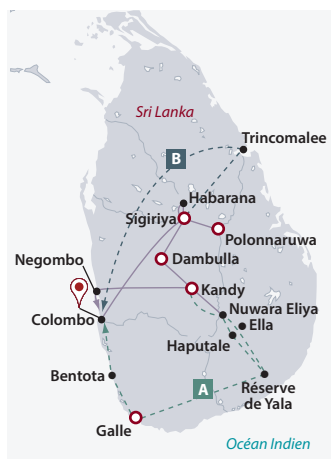 Sri Lanka
Trincomalee
B
Habarana
Sigiriya
Polonnaruwa
Negombo
Dambulla
Kandy
Colombo
Nuwara Eliya
Ella
Haputale
Bentota
A
Réserve
de Yala
Galle
Océan Indien